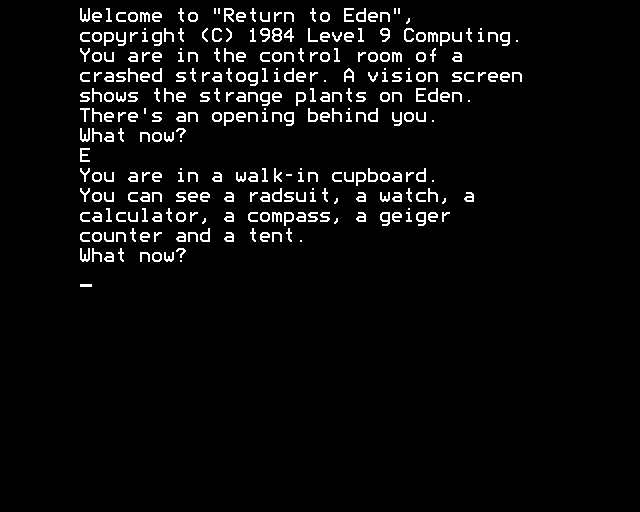 Welcome to "Return to Eden",
copyright (C) 1984 Level 9 Computing.
You are in the control room of a
crashed stratoglider. A vision screen
shows the strange plants on Eden.
There's an opening behind you.
What now?
E
You are in a walk-in cupboard.
You can see a radsuit, a watch, a
calculator, a compass, a geiger
counter and a tent.
What now?